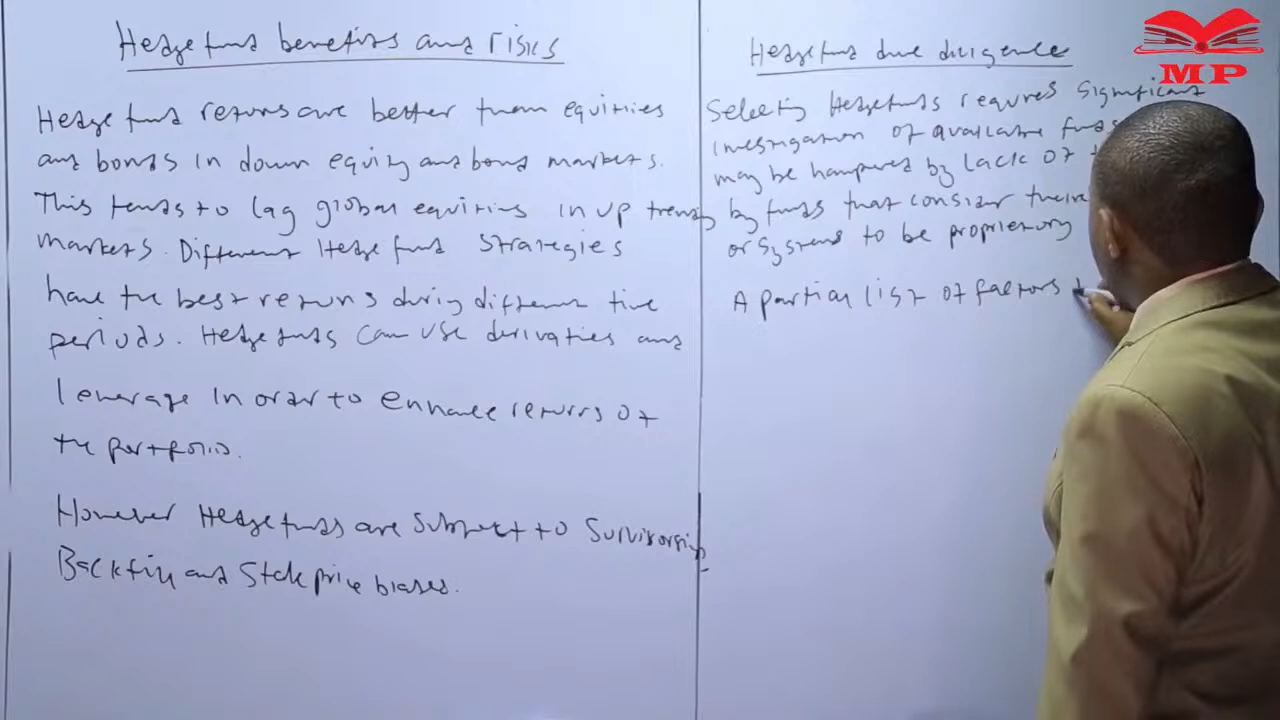 Hedge fund benefits and risks
Hedge fund returns are better than equities
and bonds in down equity and bond markets.
This tends to lag global equities in up trendy
markets. Different Hedge fund strategies
have the best returns during different time
periods. Hedge funds can use derivaties and
leverage in order to enhance returns of
the portfolio.
However Hedge funds are subject to Survivorship
Backfill and Stale price biases.
Hedge fund due diligence
Selecting Hedge funds requires significant
investigation of available funds
may be hampered by lack of
by funds that consider their
or systems to be proprietory
A partial list of factors t
MP